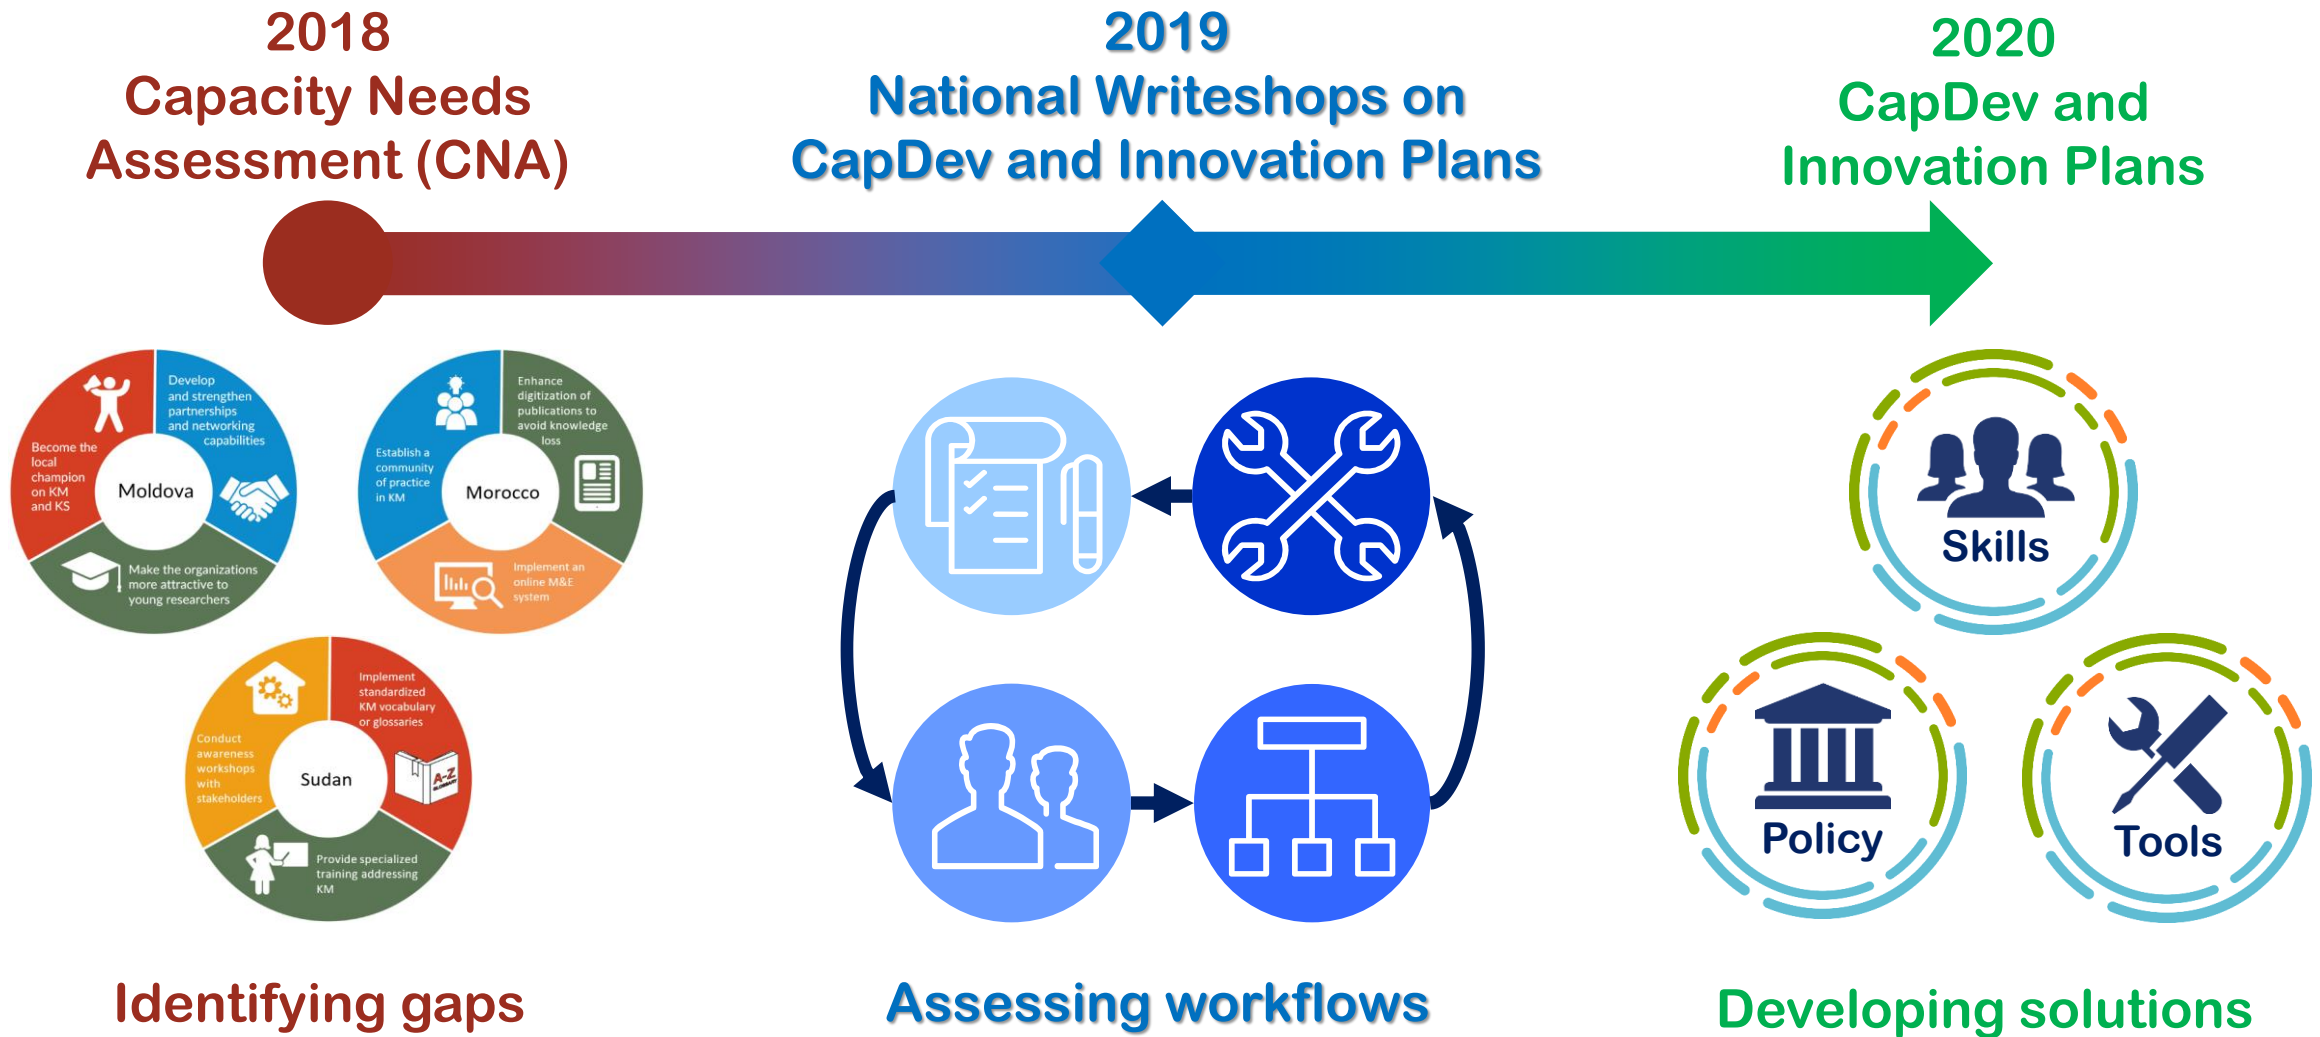 2018
Capacity Needs
Assessment (CNA)
2019
National Writeshops on
CapDev and Innovation Plans
2020
CapDev and
Innovation Plans
Become the
local
champion
on KM
and KS
Develop
and strengthen
partnerships
and networking
capabilities
Moldova
Make the organizations
more attractive to
young researchers
Establish a
community
of practice
in KM
Enhance
digitization of
publications to
avoid knowledge
loss
Morocco
Implement an
online M&E
system
Conduct
awareness
workshops
with
stakeholders
Implement
standardized
KM vocabulary
or glossaries
A-Z
GLOSSARY
Sudan
Provide specialized
training addressing
KM
Skills
Policy
Tools
Identifying gaps
Assessing workflows
Developing solutions